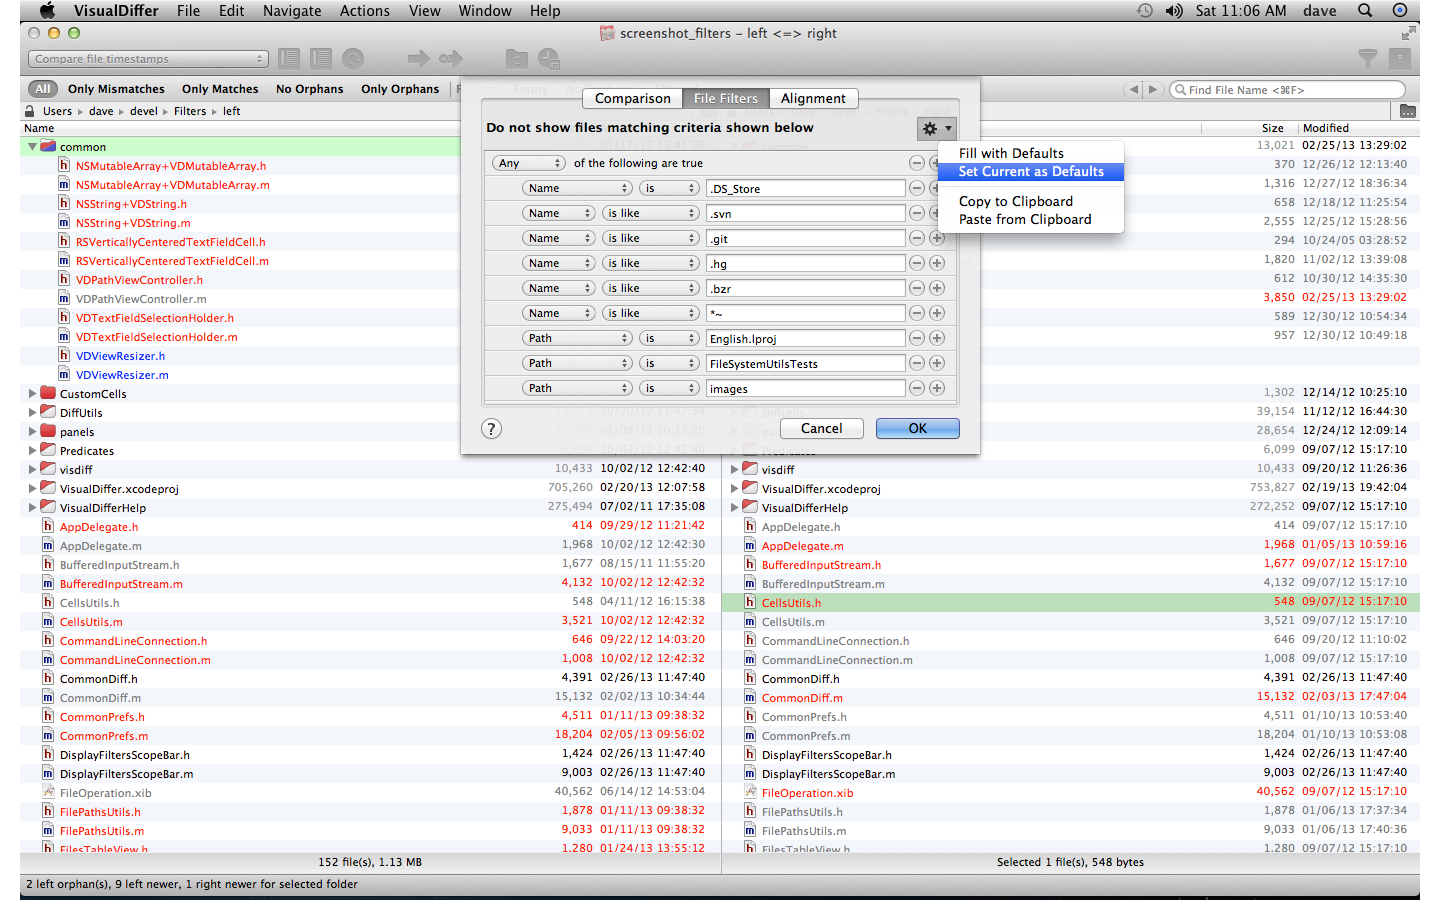 VisualDiffer File Edit Navigate Actions View Window Help Sat 11:06 AM dave
screenshot_filters – left <=> right
Compare file timestamps
All Only Mismatches Only Matches No Orphans Only Orphans Find File Name <⌘F>
Users ▸ dave ▸ devel ▸ Filters ▸ left
Name Size Modified
Comparison File Filters Alignment
Do not show files matching criteria shown below
Any of the following are true
Name is .DS_Store
Name is like .svn
Name is like .git
Name is like .hg
Name is like .bzr
Name is like *~
Path is English.lproj
Path is FileSystemUtilsTests
Path is images
? Cancel OK
Fill with Defaults
Set Current as Defaults
Copy to Clipboard
Paste from Clipboard
common 13,021 02/25/13 13:29:02
NSMutableArray+VDMutableArray.h 370 12/26/12 12:13:40
NSMutableArray+VDMutableArray.m 1,316 12/27/12 18:36:34
NSString+VDString.h 658 12/18/12 11:25:54
NSString+VDString.m 2,555 12/25/12 15:28:56
RSVerticallyCenteredTextFieldCell.h 294 10/24/05 03:28:52
RSVerticallyCenteredTextFieldCell.m 1,820 11/02/12 13:39:08
VDPathViewController.h 612 10/30/12 14:35:30
VDPathViewController.m 3,850 02/25/13 13:29:02
VDTextFieldSelectionHolder.h 589 12/30/12 10:54:34
VDTextFieldSelectionHolder.m 957 12/30/12 10:49:18
VDViewResizer.h
VDViewResizer.m
CustomCells 1,302 12/14/12 10:25:10
DiffUtils 39,154 11/12/12 16:44:30
panels 28,654 12/24/12 12:09:14
Predicates 6,099 09/07/12 15:17:10
visdiff 10,433 10/02/12 12:42:40 visdiff 10,433 09/20/12 11:26:36
VisualDiffer.xcodeproj 705,260 02/20/13 12:07:58 VisualDiffer.xcodeproj 753,827 02/19/13 19:42:04
VisualDifferHelp 275,494 07/02/11 17:35:08 VisualDifferHelp 272,252 09/07/12 15:17:10
AppDelegate.h 414 09/29/12 11:21:42 AppDelegate.h 414 09/07/12 15:17:10
AppDelegate.m 1,968 10/02/12 12:42:30 AppDelegate.m 1,968 01/05/13 10:59:16
BufferedInputStream.h 1,677 08/15/11 11:55:20 BufferedInputStream.h 1,677 09/07/12 15:17:10
BufferedInputStream.m 4,132 10/02/12 12:42:32 BufferedInputStream.m 4,132 09/07/12 15:17:10
CellsUtils.h 548 04/11/12 16:15:38 CellsUtils.h 548 09/07/12 15:17:10
CellsUtils.m 3,521 10/02/12 12:42:32 CellsUtils.m 3,521 09/07/12 15:17:10
CommandLineConnection.h 646 09/22/12 14:03:20 CommandLineConnection.h 646 09/20/12 11:10:02
CommandLineConnection.m 1,008 10/02/12 12:42:32 CommandLineConnection.m 1,008 09/07/12 15:17:10
CommonDiff.h 4,391 02/26/13 11:47:40 CommonDiff.h 4,391 02/26/13 11:47:40
CommonDiff.m 15,132 02/02/13 10:34:44 CommonDiff.m 15,132 02/03/13 17:47:04
CommonPrefs.h 4,511 01/11/13 09:38:32 CommonPrefs.h 4,511 01/10/13 10:53:40
CommonPrefs.m 18,204 02/05/13 09:56:02 CommonPrefs.m 18,204 01/10/13 10:53:08
DisplayFiltersScopeBar.h 1,424 02/26/13 11:47:40 DisplayFiltersScopeBar.h 1,424 02/26/13 11:47:40
DisplayFiltersScopeBar.m 9,003 02/26/13 11:47:40 DisplayFiltersScopeBar.m 9,003 02/26/13 11:47:40
FileOperation.xib 40,562 06/14/12 14:53:04 FileOperation.xib 40,562 09/07/12 15:17:10
FilePathsUtils.h 1,878 01/11/13 09:38:32 FilePathsUtils.h 1,878 01/06/13 17:37:34
FilePathsUtils.m 9,033 01/11/13 09:38:32 FilePathsUtils.m 9,033 01/06/13 17:40:36
FilesTableView.h 1,280 01/24/13 13:55:12 FilesTableView.h 1,280 09/07/12 15:17:10
152 file(s), 1.13 MB Selected 1 file(s), 548 bytes
2 left orphan(s), 9 left newer, 1 right newer for selected folder